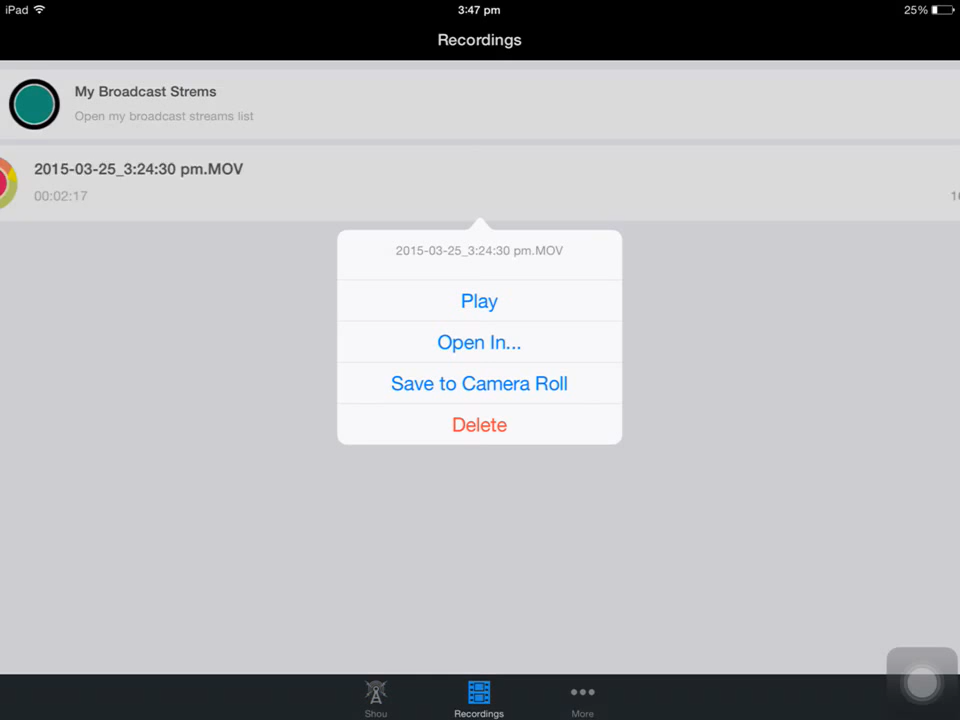 iPad 3:47 pm 25%
Recordings
My Broadcast Strems
Open my broadcast streams list
2015-03-25_3:24:30 pm.MOV
00:02:17
2015-03-25_3:24:30 pm.MOV
Play
Open In...
Save to Camera Roll
Delete
Shou Recordings More